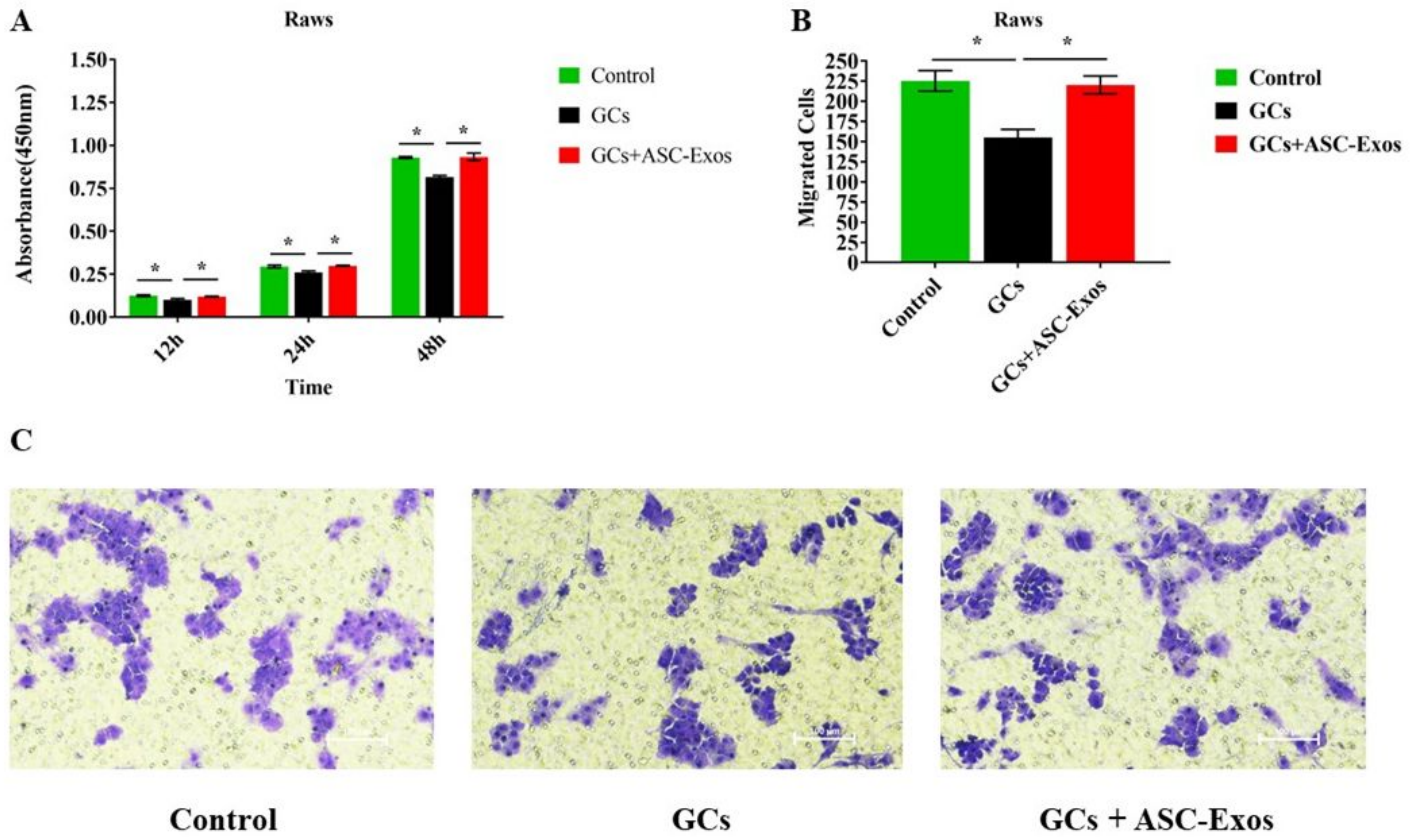 A
Raws
Absorbance(450nm)
1.50
1.25
1.00
0.75
0.50
0.25
0.00
* *
* *
* *
12h
24h
48h
Time
Control
GCs
GCs+ASC-Exos
B
Raws
* *
Migrated Cells
250
225
200
175
150
125
100
75
50
25
0
Control
GCs
GCs+ASC-Exos
Control
GCs
GCs+ASC-Exos
C
100 μm
Control
GCs
GCs + ASC-Exos